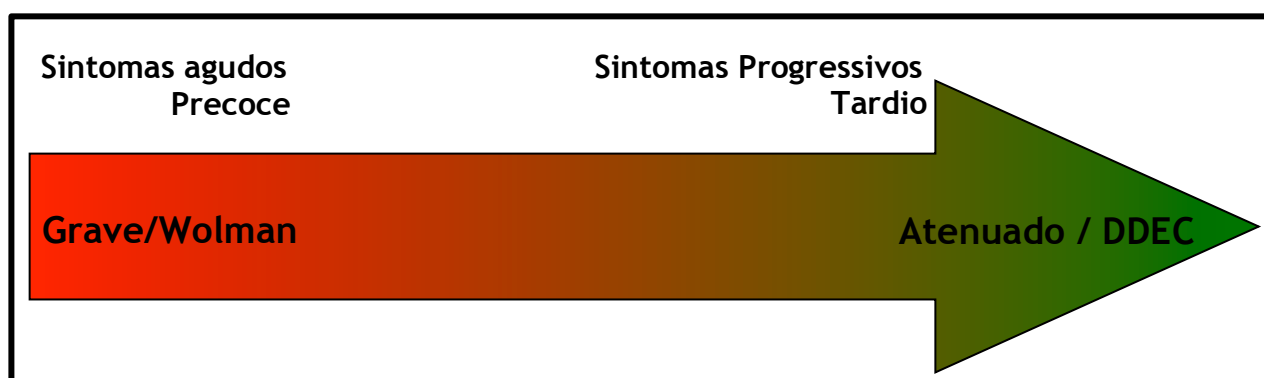 Sintomas agudos
Precoce
Sintomas Progressivos
Tardio
Grave/Wolman
Atenuado / DDEC